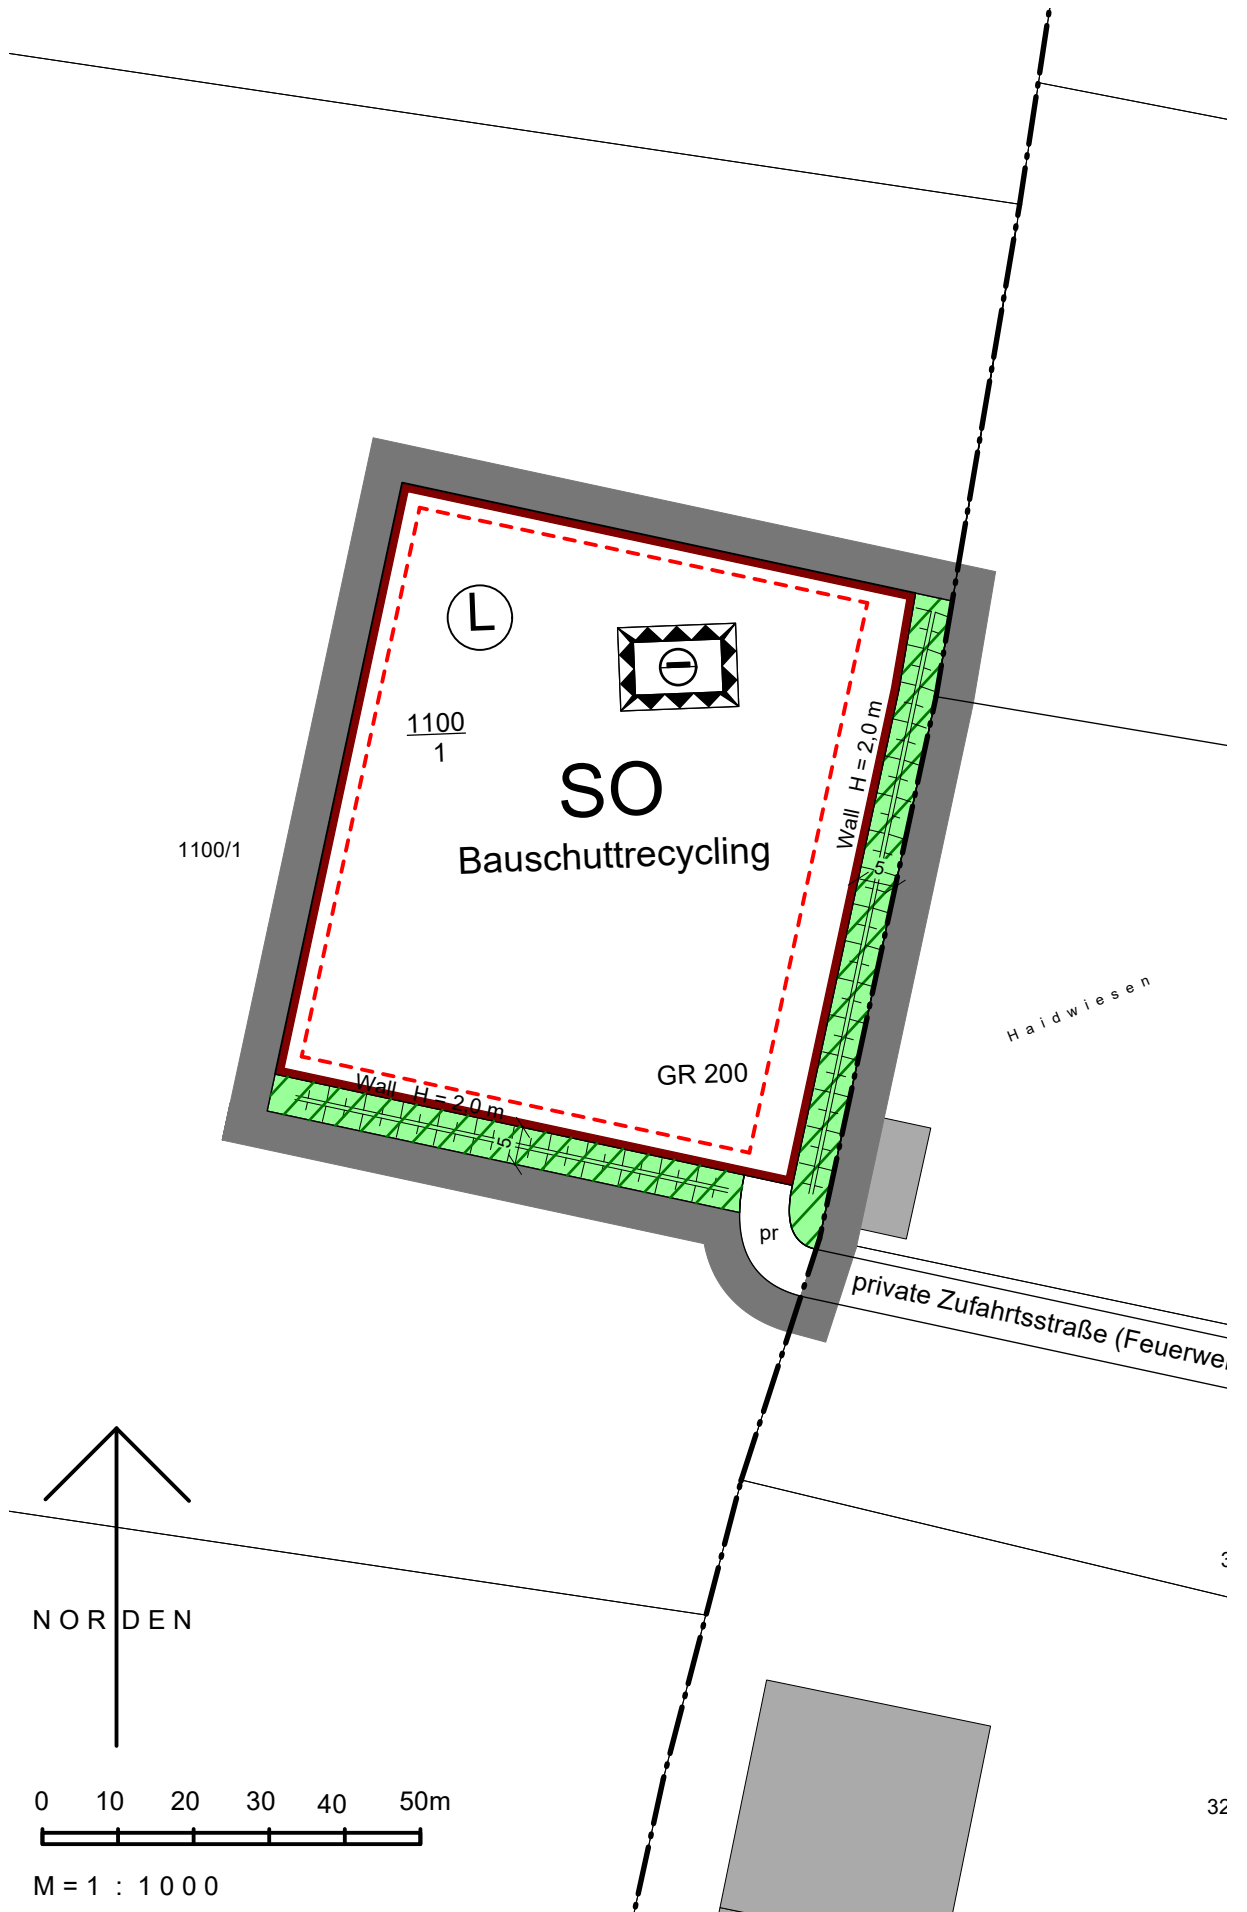 L
1100
1
SO
Bauschuttrecycling
Wall H = 2,0 m
5
1100/1
Haidwiesen
GR 200
Wall H = 2,0 m
5
pr
private Zufahrtsstraße (Feuerwe
NORDEN
32
0 10 20 30 40 50m
M = 1 : 1000